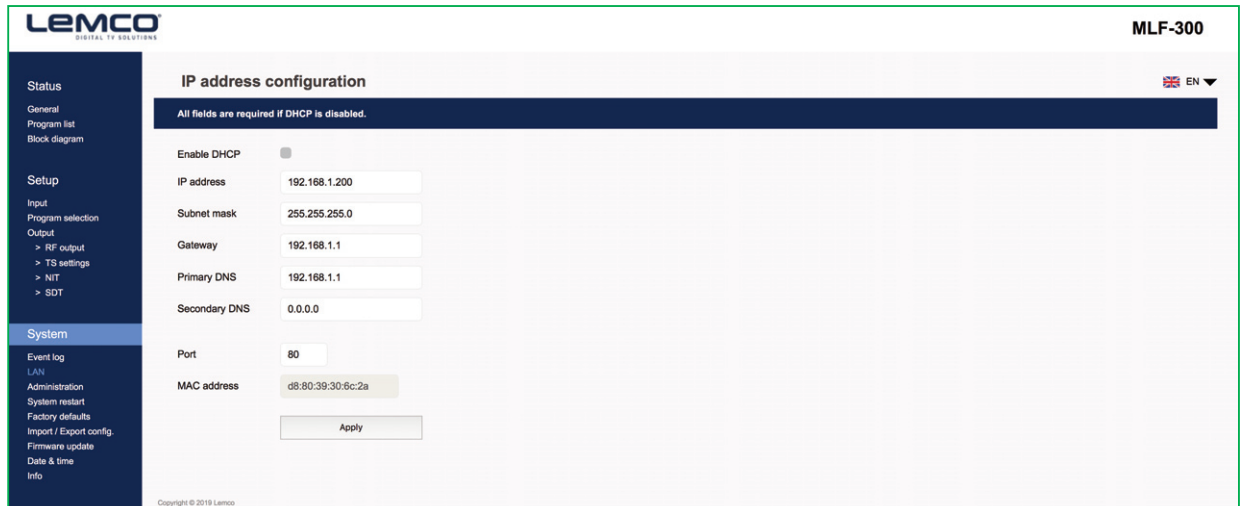 LEMCO
DIGITAL TV SOLUTIONS
MLF-300
Status
General
Program list
Block diagram
Setup
Input
Program selection
Output
> RF output
> TS settings
> NIT
> SDT
System
Event log
LAN
Administration
System restart
Factory defaults
Import / Export config.
Firmware update
Date & time
Info
IP address configuration
EN
All fields are required if DHCP is disabled.
Enable DHCP
IP address 192.168.1.200
Subnet mask 255.255.255.0
Gateway 192.168.1.1
Primary DNS 192.168.1.1
Secondary DNS 0.0.0.0
Port 80
MAC address d8:80:39:30:6c:2a
Apply
Copyright © 2019 Lemco